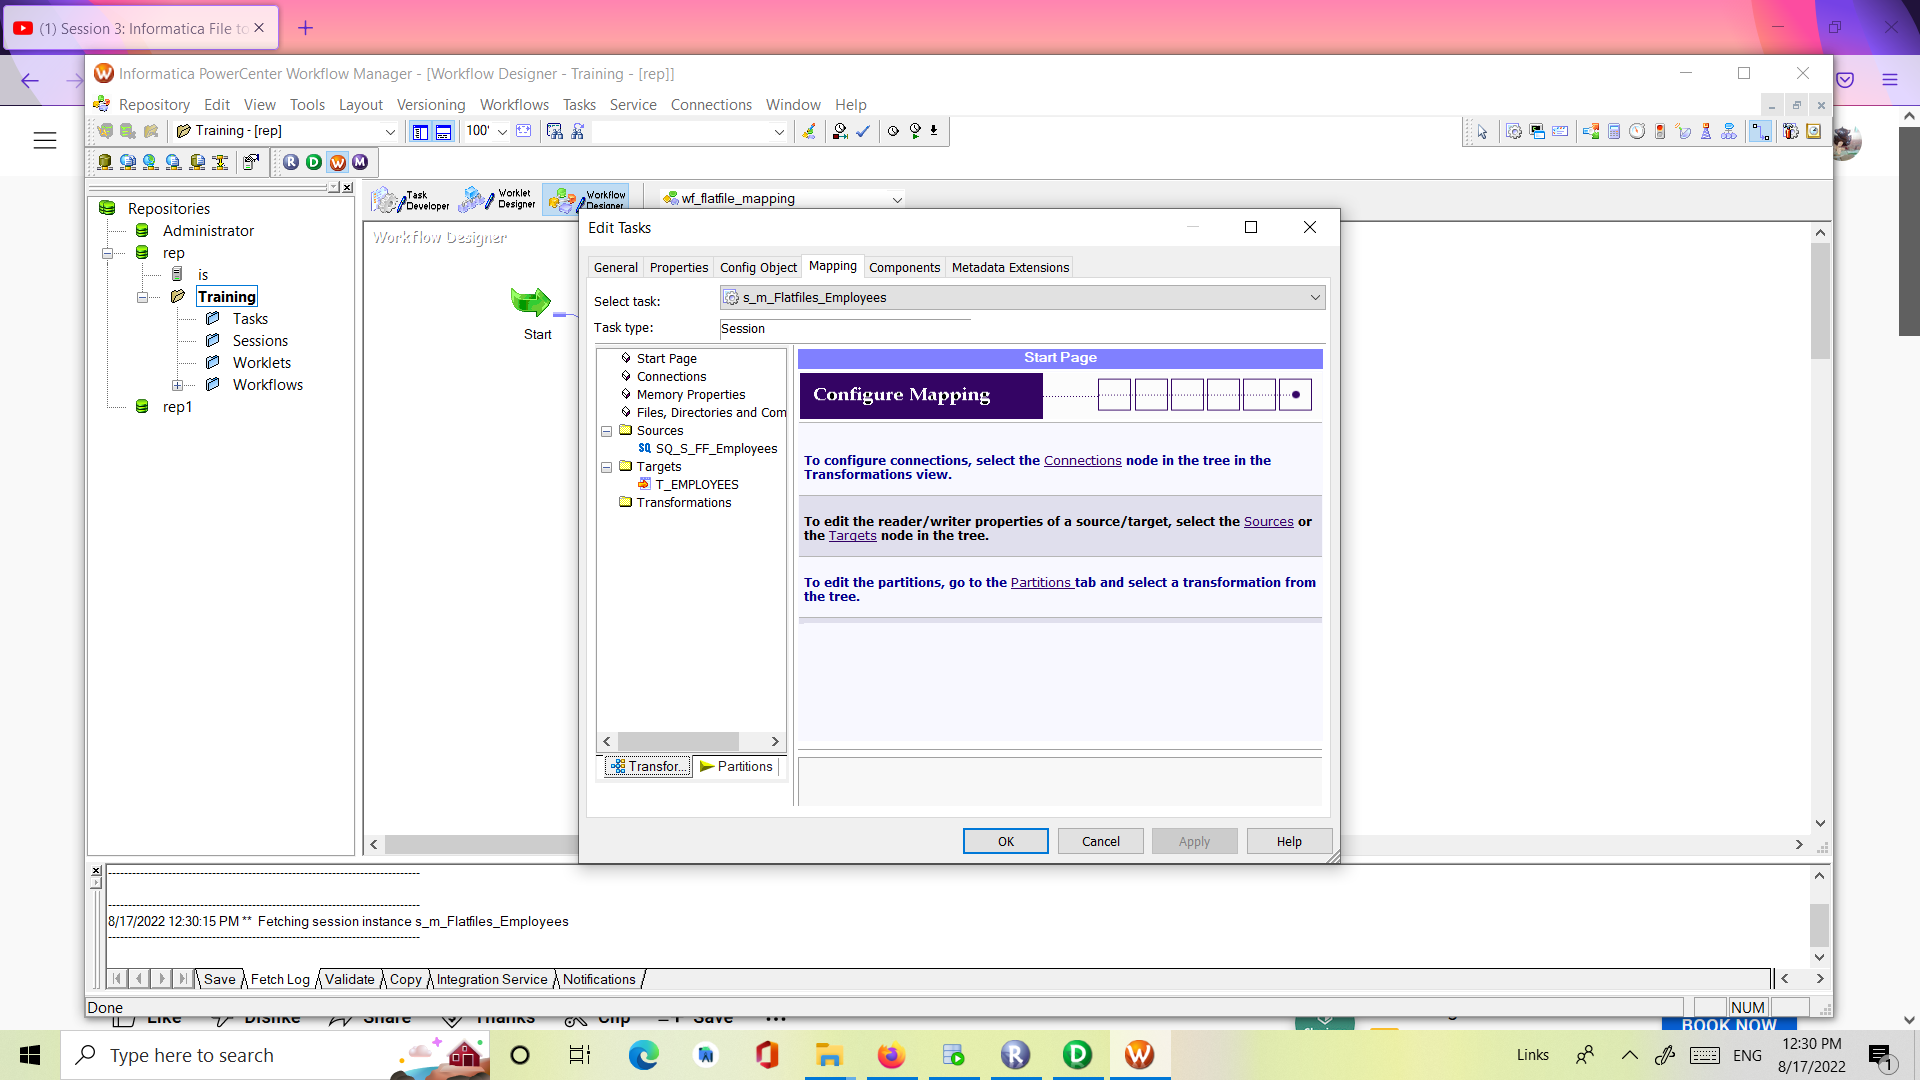 (1) Session 3: Informatica File to
Informatica PowerCenter Workflow Manager - [Workflow Designer - Training - [rep]]
Repository Edit View Tools Layout Versioning Workflows Tasks Service Connections Window Help
Training - [rep]
100'
R D W M
Repositories
Administrator
rep
is
Training
Tasks
Sessions
Worklets
Workflows
rep1
Task Developer
Worklet Designer
Workflow Designer
wf_flatfile_mapping
Workflow Designer
Start
Edit Tasks
General Properties Config Object Mapping Components Metadata Extensions
Select task: s_m_Flatfiles_Employees
Task type: Session
Start Page
Connections
Memory Properties
Files, Directories and Com
Sources
SQ SQ_S_FF_Employees
Targets
T_EMPLOYEES
Transformations
Transfor... Partitions
Start Page
Configure Mapping
To configure connections, select the Connections node in the tree in the
Transformations view.
To edit the reader/writer properties of a source/target, select the Sources or
the Targets node in the tree.
To edit the partitions, go to the Partitions tab and select a transformation from
the tree.
OK Cancel Apply Help
8/17/2022 12:30:15 PM ** Fetching session instance s_m_Flatfiles_Employees
Save Fetch Log Validate Copy Integration Service Notifications
Done
NUM
Like Dislike Share Thanks Clip Save ...
BOOK NOW
Type here to search
R D W
Links
ENG
12:30 PM
8/17/2022
1